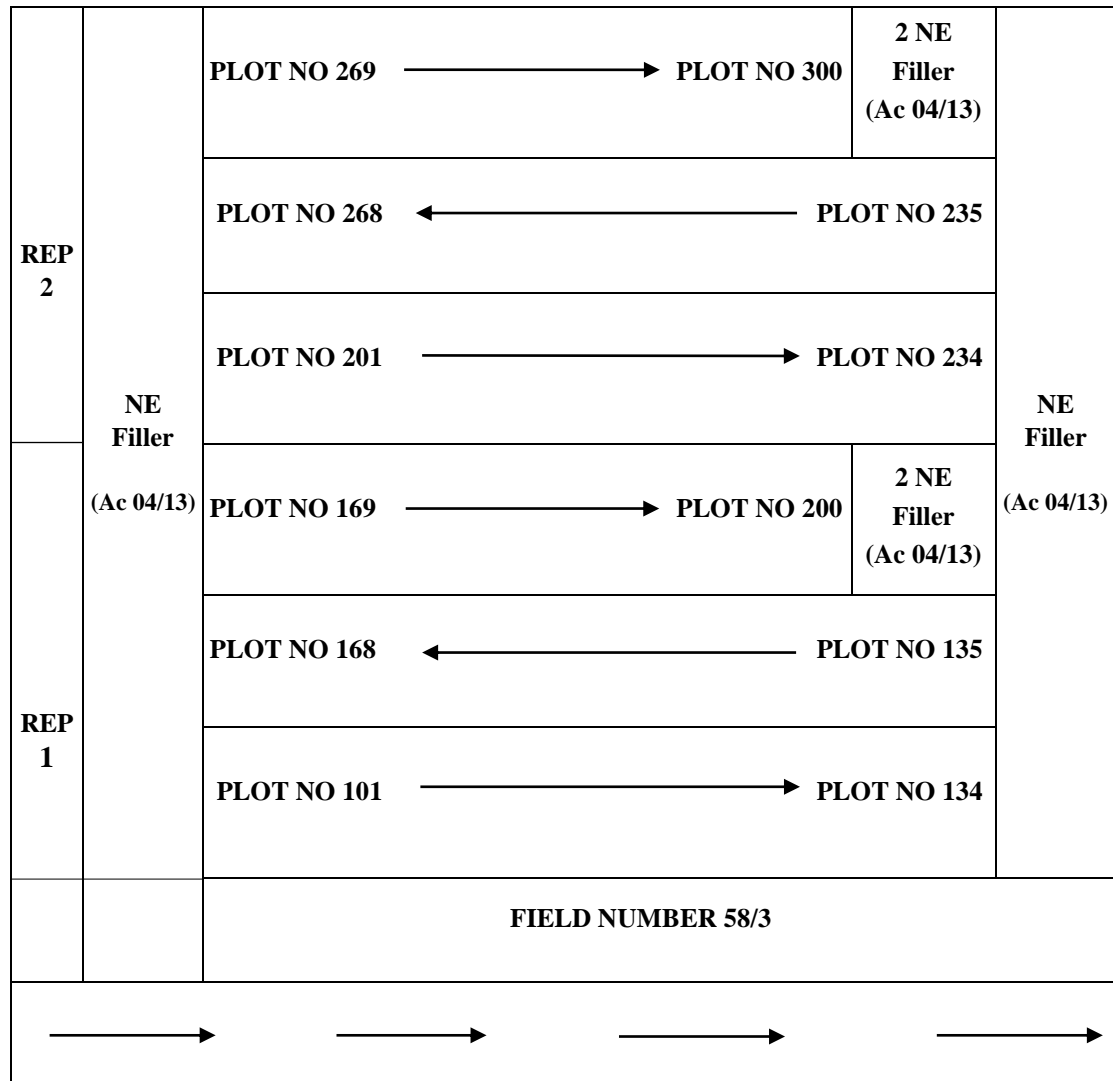 PLOT NO 269 PLOT NO 300
2 NE
Filler
(Ac 04/13)
PLOT NO 268 PLOT NO 235
REP
2
PLOT NO 201 PLOT NO 234
NE
Filler
(Ac 04/13)
NE
Filler
(Ac 04/13)
PLOT NO 169 PLOT NO 200
2 NE
Filler
(Ac 04/13)
PLOT NO 168 PLOT NO 135
REP
1
PLOT NO 101 PLOT NO 134
FIELD NUMBER 58/3